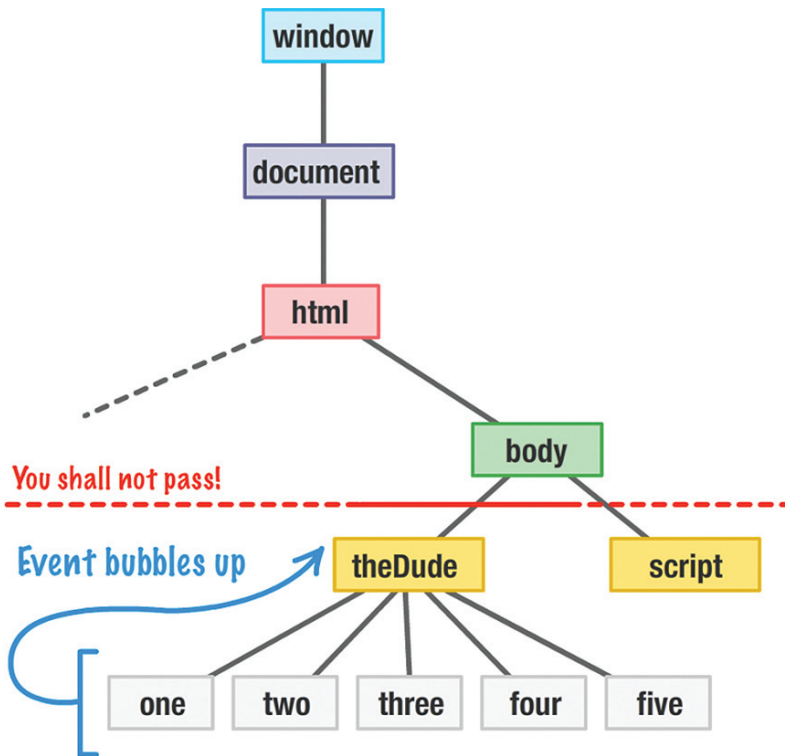 window
document
html
body
You shall not pass!
Event bubbles up
theDude
script
one
two
three
four
five